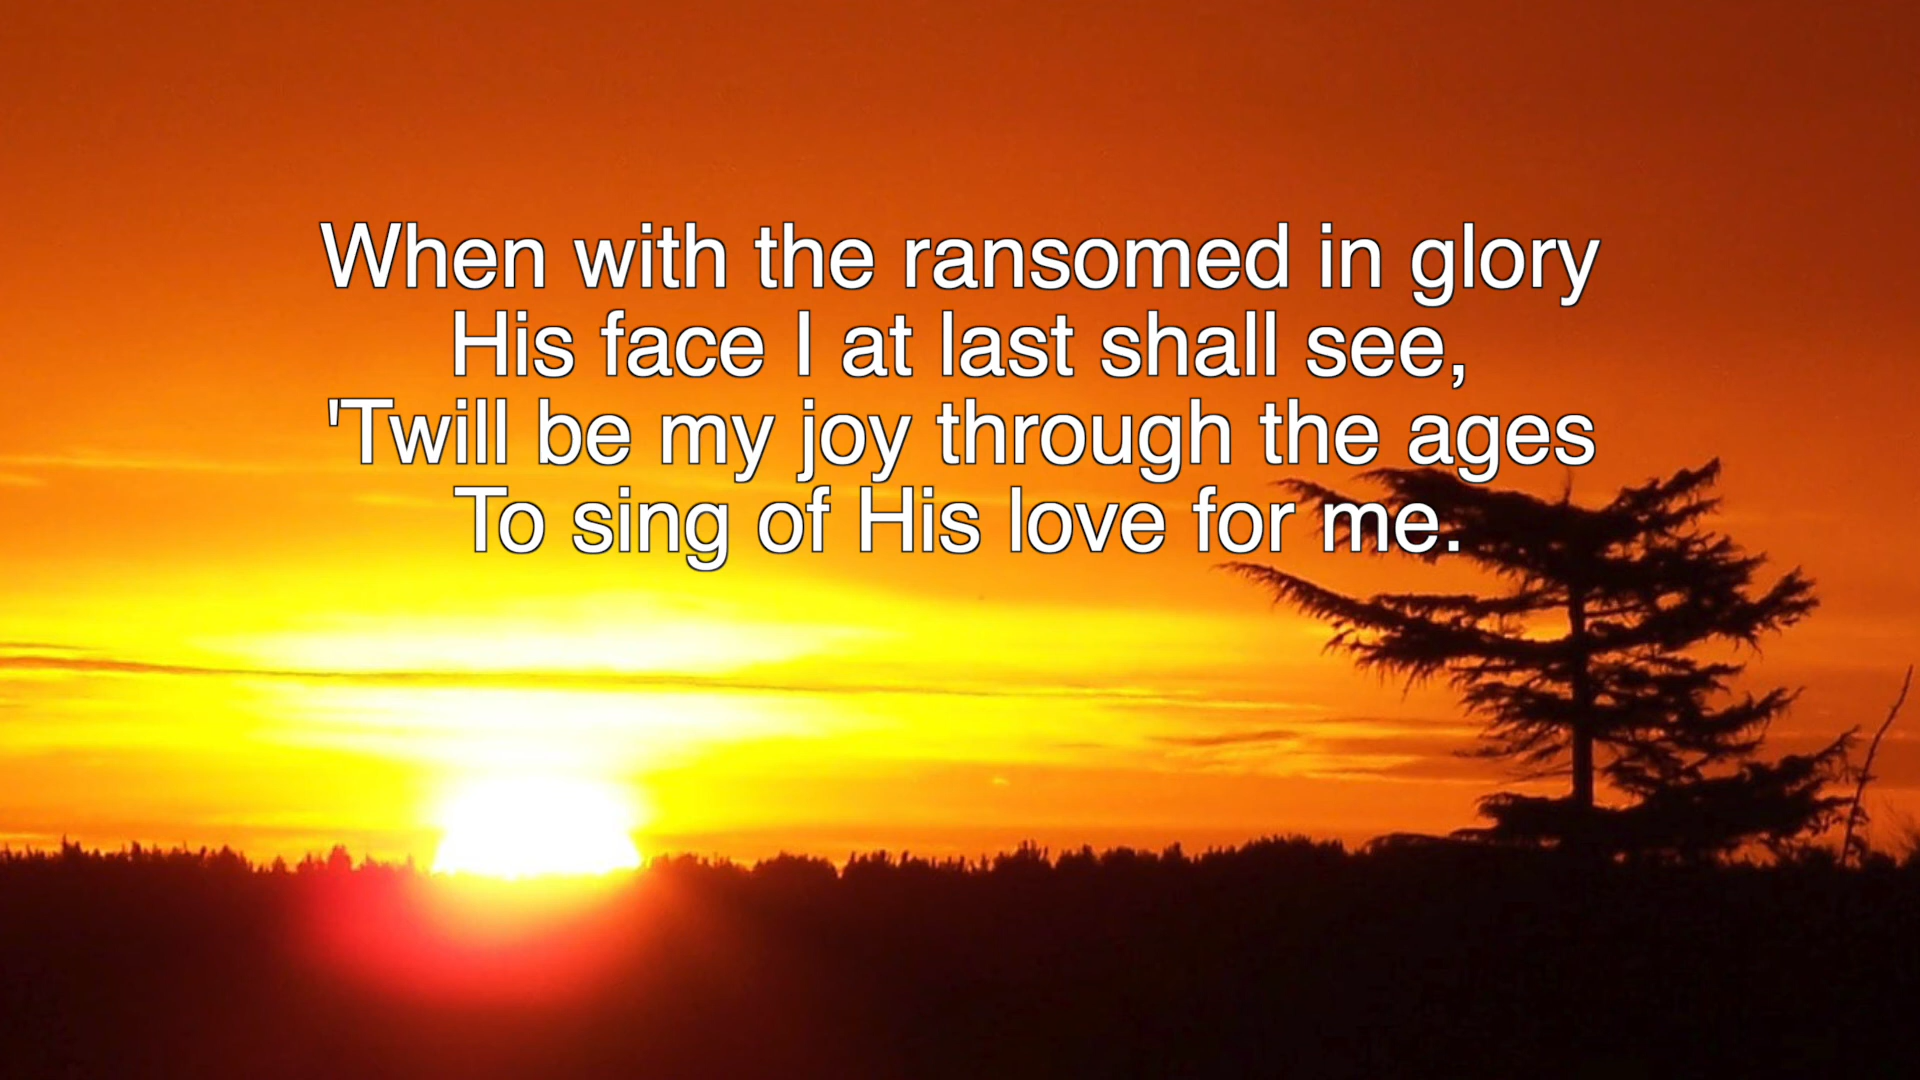 When with the ransomed in glory
His face I at last shall see,
'Twill be my joy through the ages
To sing of His love for me.